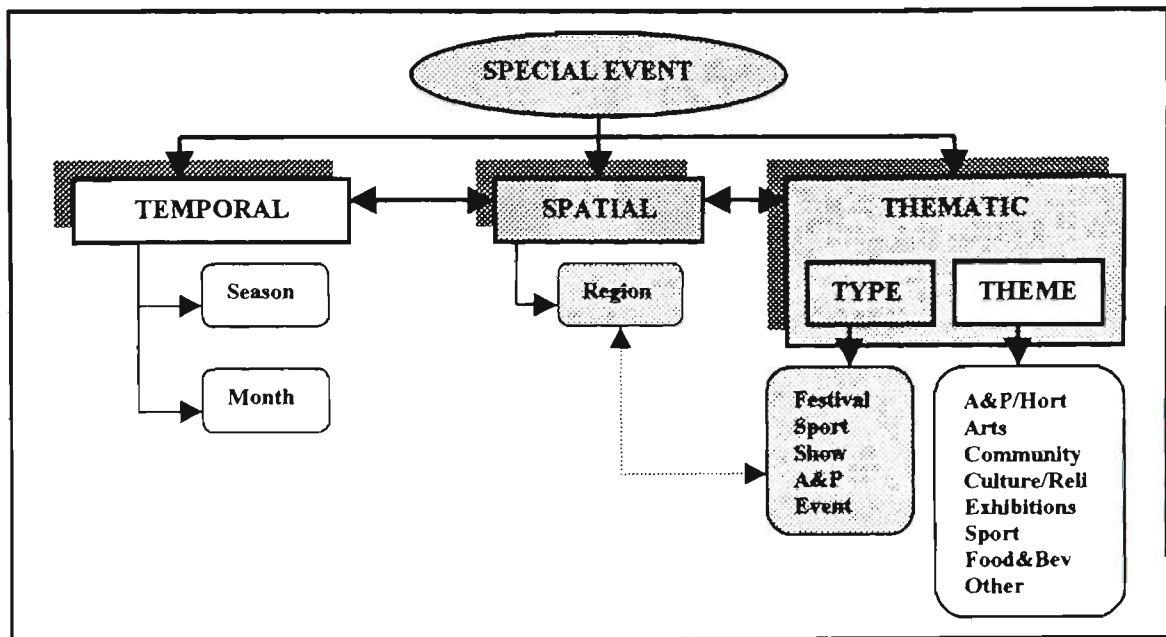 SPECIAL EVENT
TEMPORAL
SPATIAL
THEMATIC
Season
Month
Region
TYPE
THEME
Festival
Sport
Show
A&P
Event
A&P/Hort
Arts
Community
Culture/Reli
Exhibitions
Sport
Food&Bev
Other